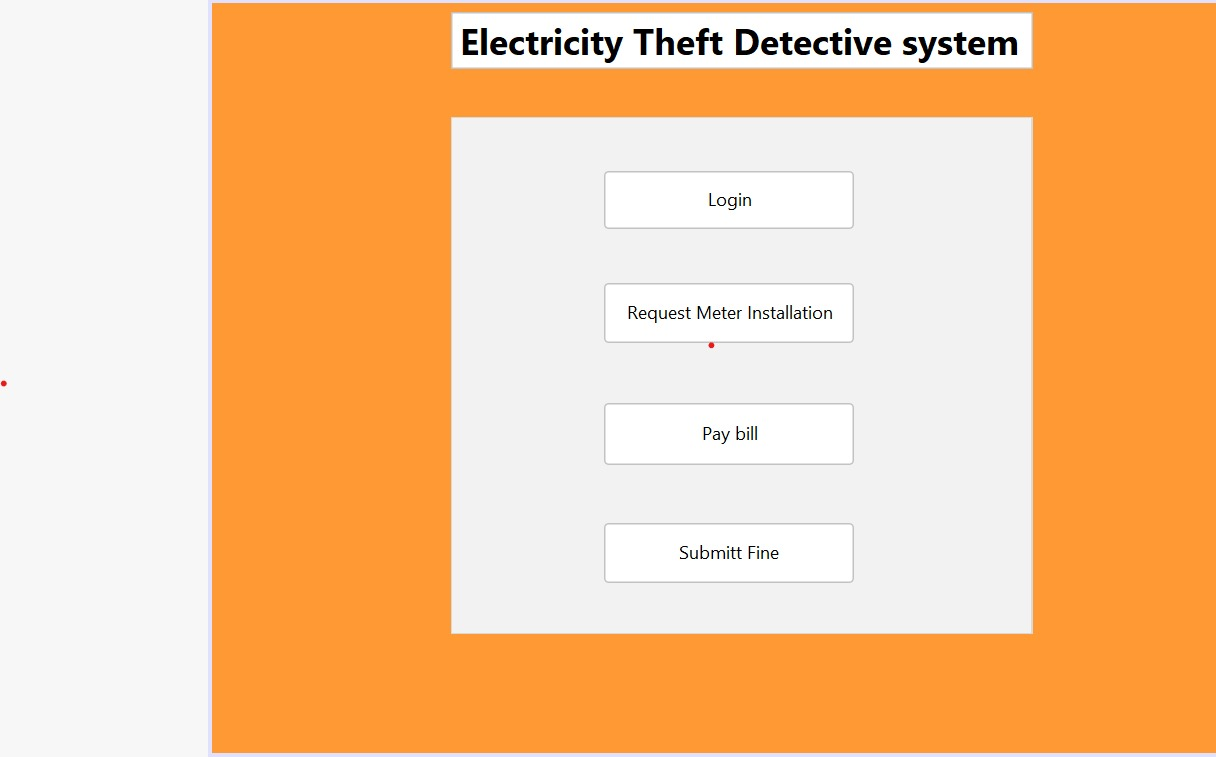 Electricity Theft Detective system
Login
Request Meter Installation
Pay bill
Submitt Fine